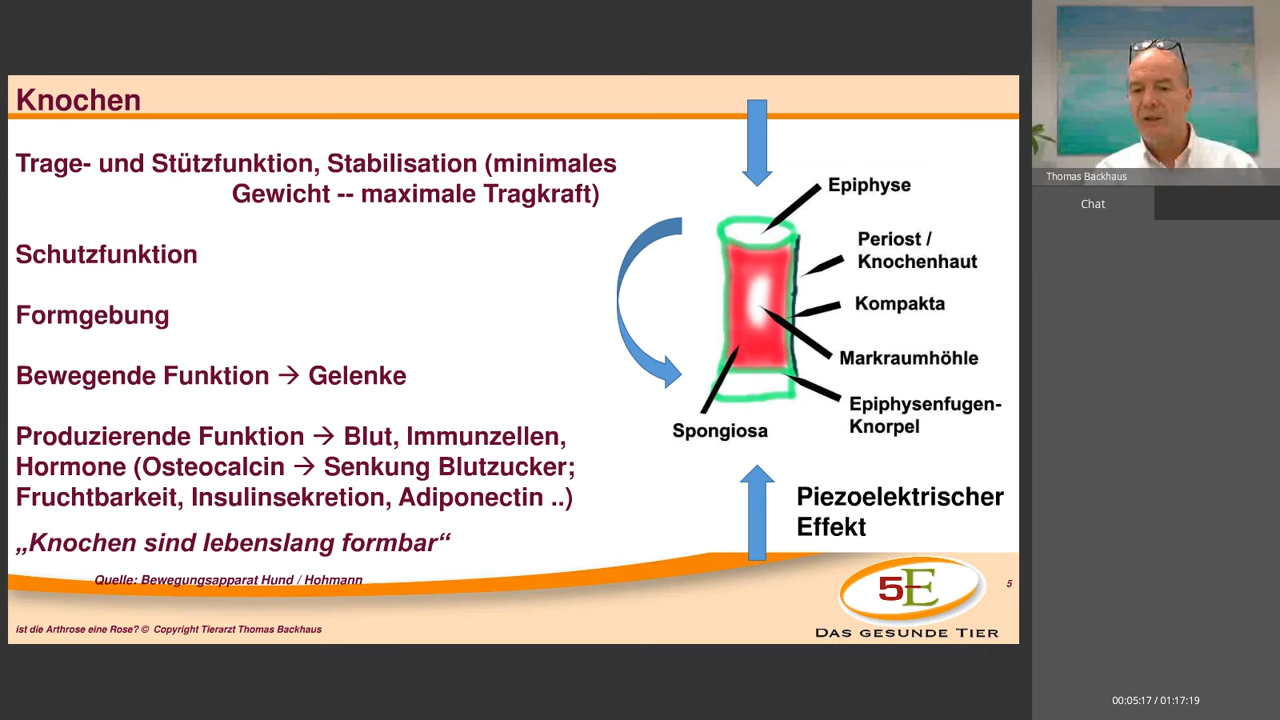 Knochen
Trage- und Stützfunktion, Stabilisation (minimales
Gewicht -- maximale Tragkraft)
Schutzfunktion
Formgebung
Bewegende Funktion → Gelenke
Produzierende Funktion → Blut, Immunzellen,
Hormone (Osteocalcin → Senkung Blutzucker;
Fruchtbarkeit, Insulinsekretion, Adiponectin ..)
„Knochen sind lebenslang formbar“
Quelle: Bewegungsapparat Hund / Hohmann
ist die Arthrose eine Rose? © Copyright Tierarzt Thomas Backhaus
Epiphyse
Periost /
Knochenhaut
Kompakta
Markraumhöhle
Epiphysenfugen-
Knorpel
Spongiosa
Piezoelektrischer
Effekt
5E
DAS GESUNDE TIER
5
Thomas Backhaus
Chat
00:05:17 / 01:17:19